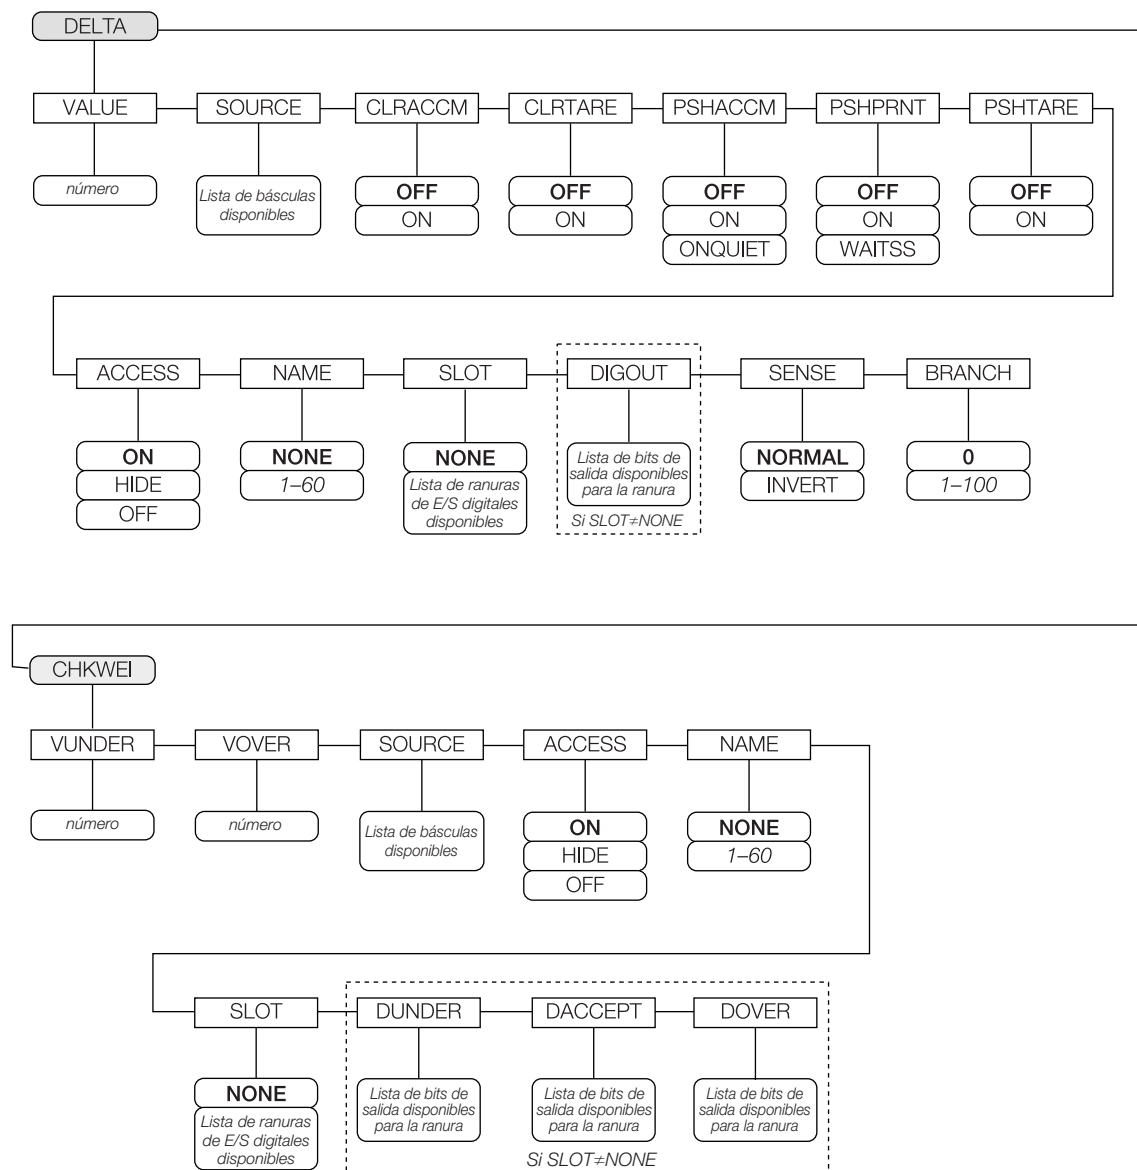 DELTA
VALUE
SOURCE
CLRACCM
CLRTARE
PSHACCM
PSHPRNT
PSHTARE
número
Lista de básculas
disponibles
OFF
ON
OFF
ON
OFF
ON
ONQUIET
OFF
ON
WAITSS
OFF
ON
ACCESS
NAME
SLOT
DIGOUT
SENSE
BRANCH
ON
HIDE
OFF
NONE
1–60
NONE
Lista de ranuras
de E/S digitales
disponibles
Lista de bits de
salida disponibles
para la ranura
Si SLOT≠NONE
NORMAL
INVERT
0
1–100
CHKWEI
VUNDER
VOVER
SOURCE
ACCESS
NAME
número
número
Lista de básculas
disponibles
ON
HIDE
OFF
NONE
1–60
SLOT
DUNDER
DACCEPT
DOVER
NONE
Lista de ranuras
de E/S digitales
disponibles
Lista de bits de
salida disponibles
para la ranura
Lista de bits de
salida disponibles
para la ranura
Lista de bits de
salida disponibles
para la ranura
Si SLOT≠NONE